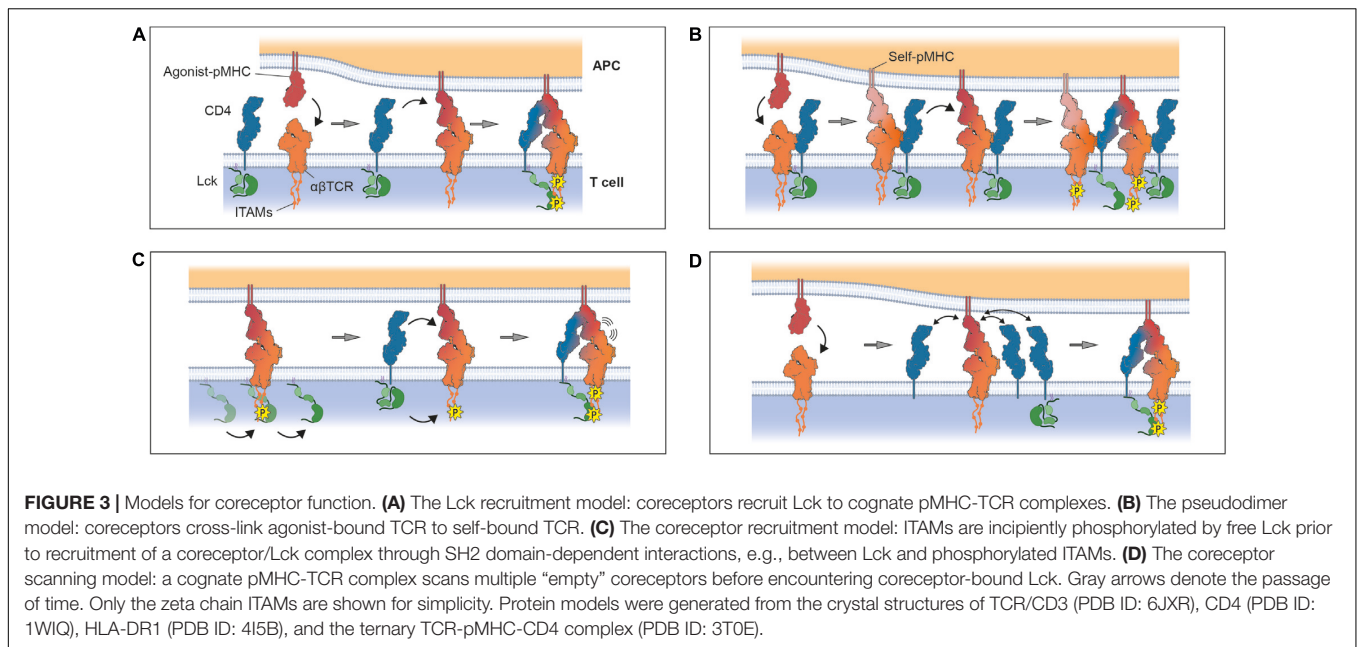 A
Agonist-pMHC
APC
CD4
Lck
αβTCR
T cell
ITAMs
P
P
B
Self-pMHC
P
P
P
C
P
P
P
P
D
P
P
FIGURE 3 | Models for coreceptor function. (A) The Lck recruitment model: coreceptors recruit Lck to cognate pMHC-TCR complexes. (B) The pseudodimer
model: coreceptors cross-link agonist-bound TCR to self-bound TCR. (C) The coreceptor recruitment model: ITAMs are incipiently phosphorylated by free Lck prior
to recruitment of a coreceptor/Lck complex through SH2 domain-dependent interactions, e.g., between Lck and phosphorylated ITAMs. (D) The coreceptor
scanning model: a cognate pMHC-TCR complex scans multiple “empty” coreceptors before encountering coreceptor-bound Lck. Gray arrows denote the passage
of time. Only the zeta chain ITAMs are shown for simplicity. Protein models were generated from the crystal structures of TCR/CD3 (PDB ID: 6JXR), CD4 (PDB ID:
1WIQ), HLA-DR1 (PDB ID: 4I5B), and the ternary TCR-pMHC-CD4 complex (PDB ID: 3T0E).